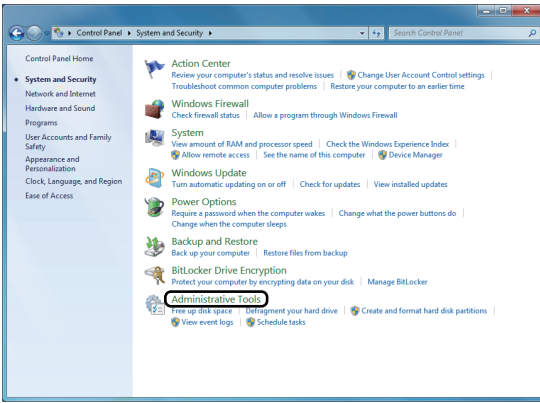 Control Panel ▸ System and Security ▸
Search Control Panel
Control Panel Home
System and Security
Network and Internet
Hardware and Sound
Programs
User Accounts and Family
Safety
Appearance and
Personalization
Clock, Language, and Region
Ease of Access
Action Center
Review your computer's status and resolve issues | Change User Account Control settings |
Troubleshoot common computer problems | Restore your computer to an earlier time
Windows Firewall
Check firewall status | Allow a program through Windows Firewall
System
View amount of RAM and processor speed | Check the Windows Experience Index |
Allow remote access | See the name of this computer | Device Manager
Windows Update
Turn automatic updating on or off | Check for updates | View installed updates
Power Options
Require a password when the computer wakes | Change what the power buttons do |
Change when the computer sleeps
Backup and Restore
Back up your computer | Restore files from backup
BitLocker Drive Encryption
Protect your computer by encrypting data on your disk | Manage BitLocker
Administrative Tools
Free up disk space | Defragment your hard drive | Create and format hard disk partitions |
View event logs | Schedule tasks